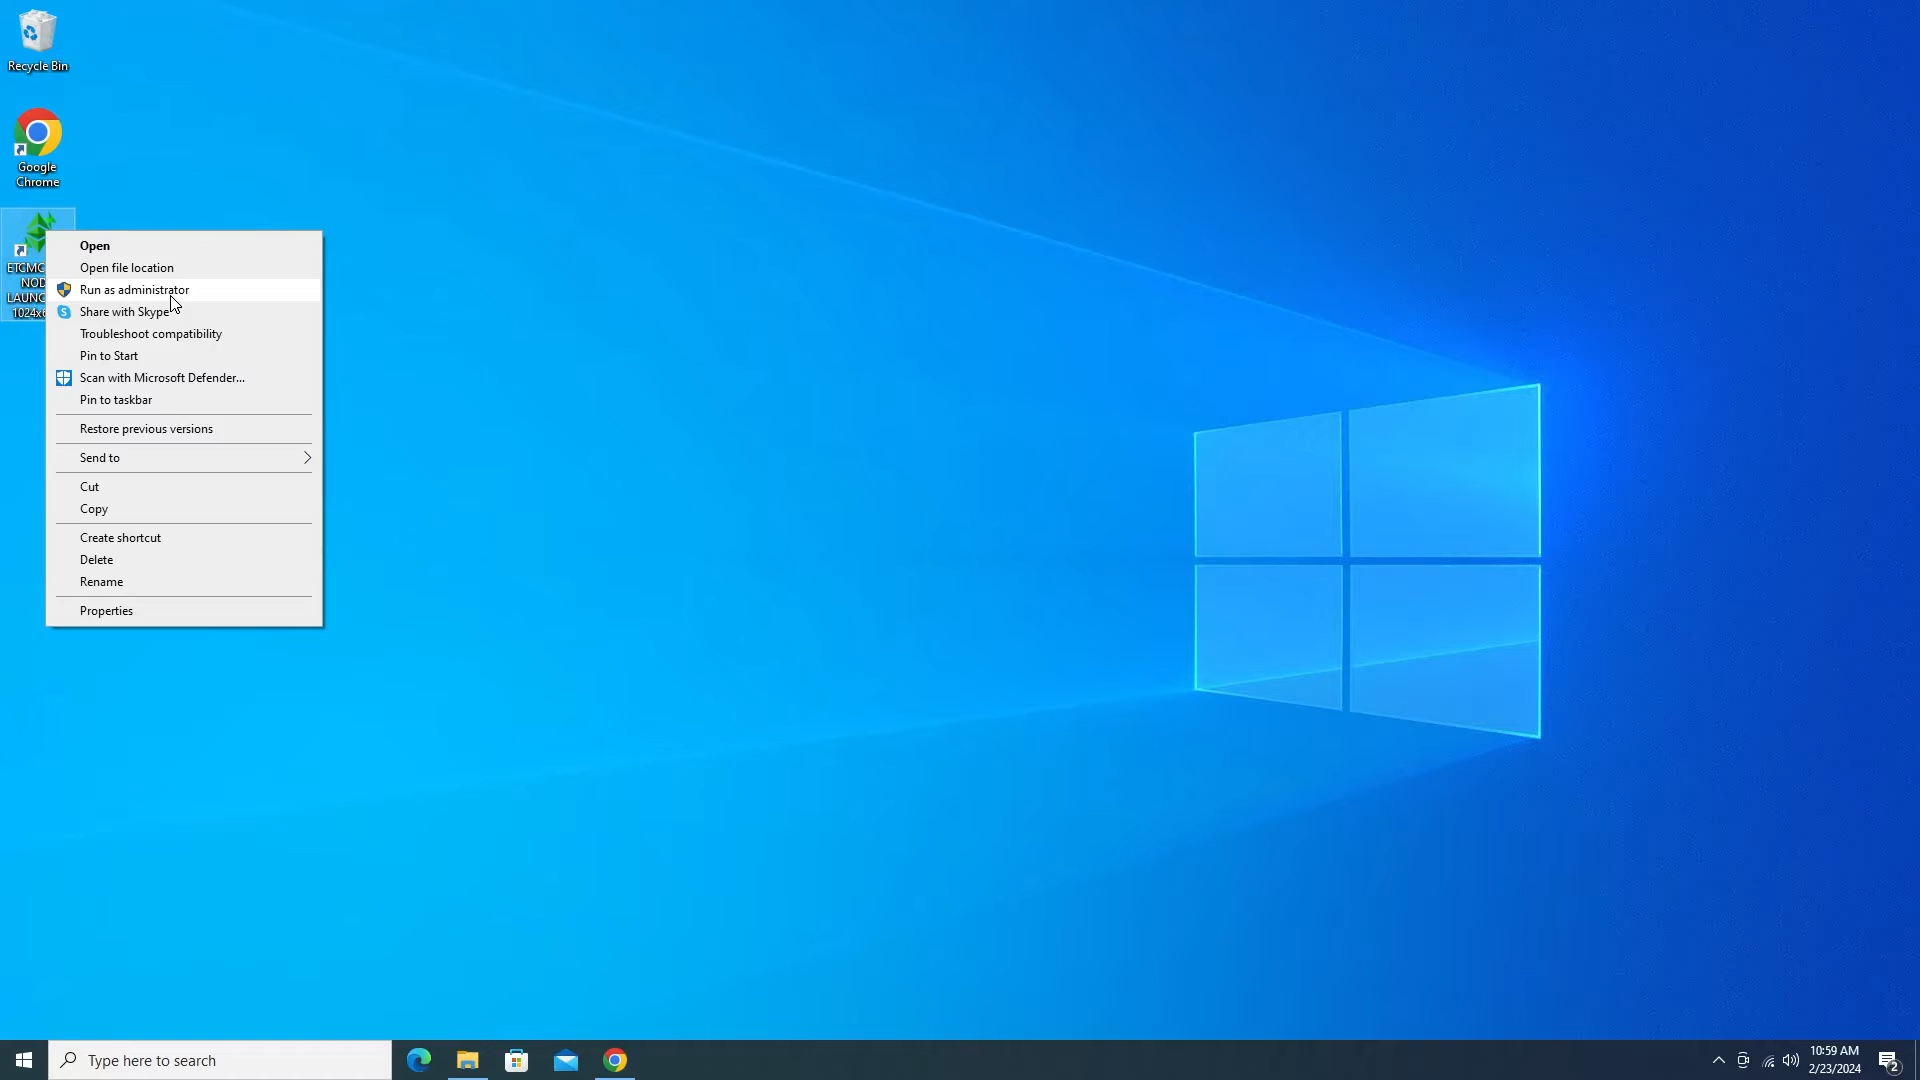 Recycle Bin
Google
Chrome
ETCMC
NOD
LAUNC
1024x
Open
Open file location
Run as administrator
Share with Skype
Troubleshoot compatibility
Pin to Start
Scan with Microsoft Defender...
Pin to taskbar
Restore previous versions
Send to
Cut
Copy
Create shortcut
Delete
Rename
Properties
Type here to search
10:59 AM
2/23/2024
2